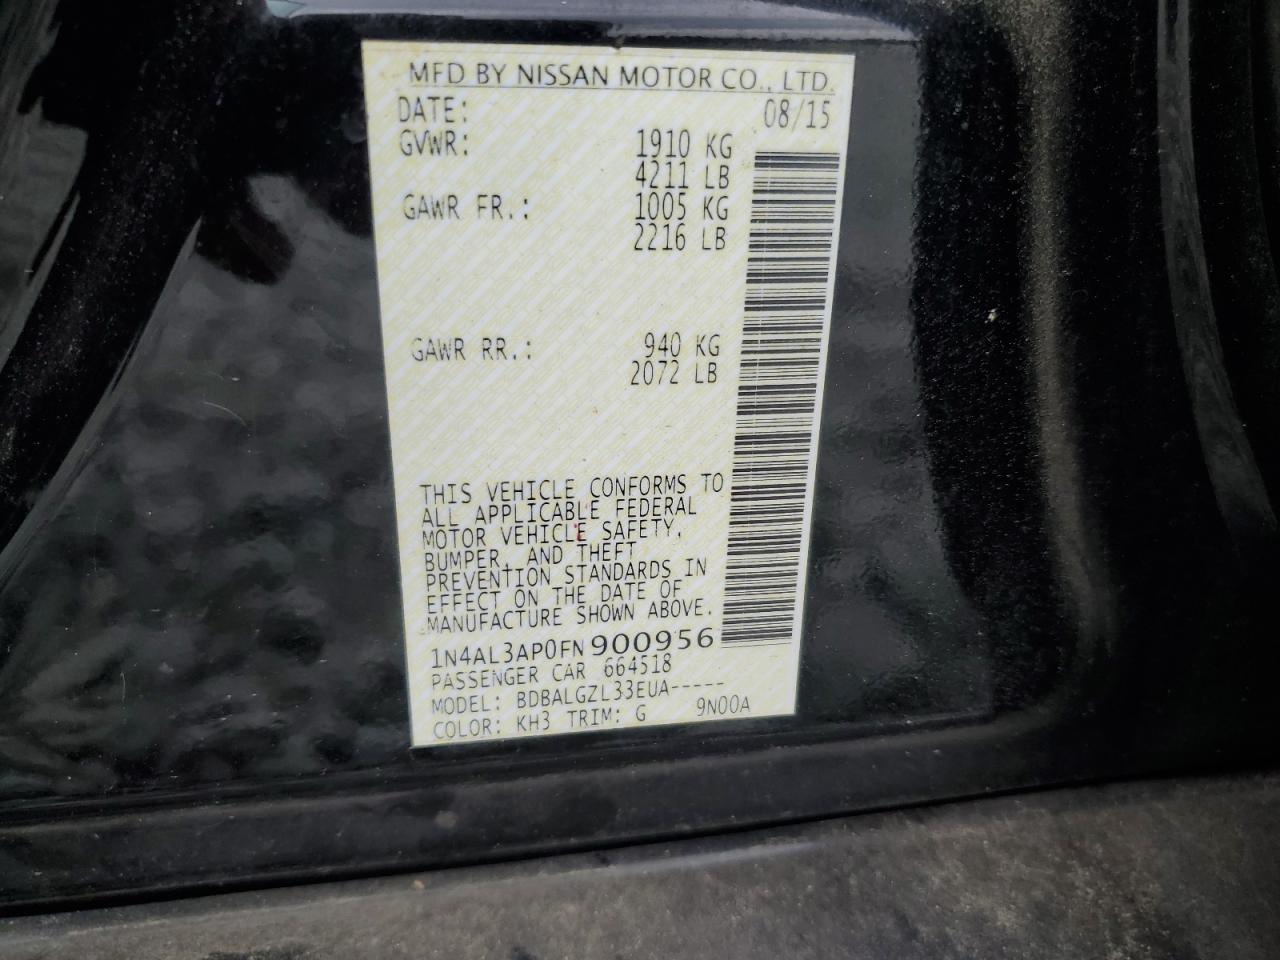 MFD BY NISSAN MOTOR CO., LTD.
DATE: 08/15
GVWR: 1910 KG
4211 LB
GAWR FR.: 1005 KG
2216 LB
GAWR RR.: 940 KG
2072 LB
THIS VEHICLE CONFORMS TO
ALL APPLICABLE FEDERAL
MOTOR VEHICLE SAFETY,
BUMPER, AND THEFT
PREVENTION STANDARDS IN
EFFECT ON THE DATE OF
MANUFACTURE SHOWN ABOVE.
1N4AL3AP0FN900956
PASSENGER CAR 664518
MODEL: BDBALGZL33EUA-----
COLOR: KH3 TRIM: G 9N00A